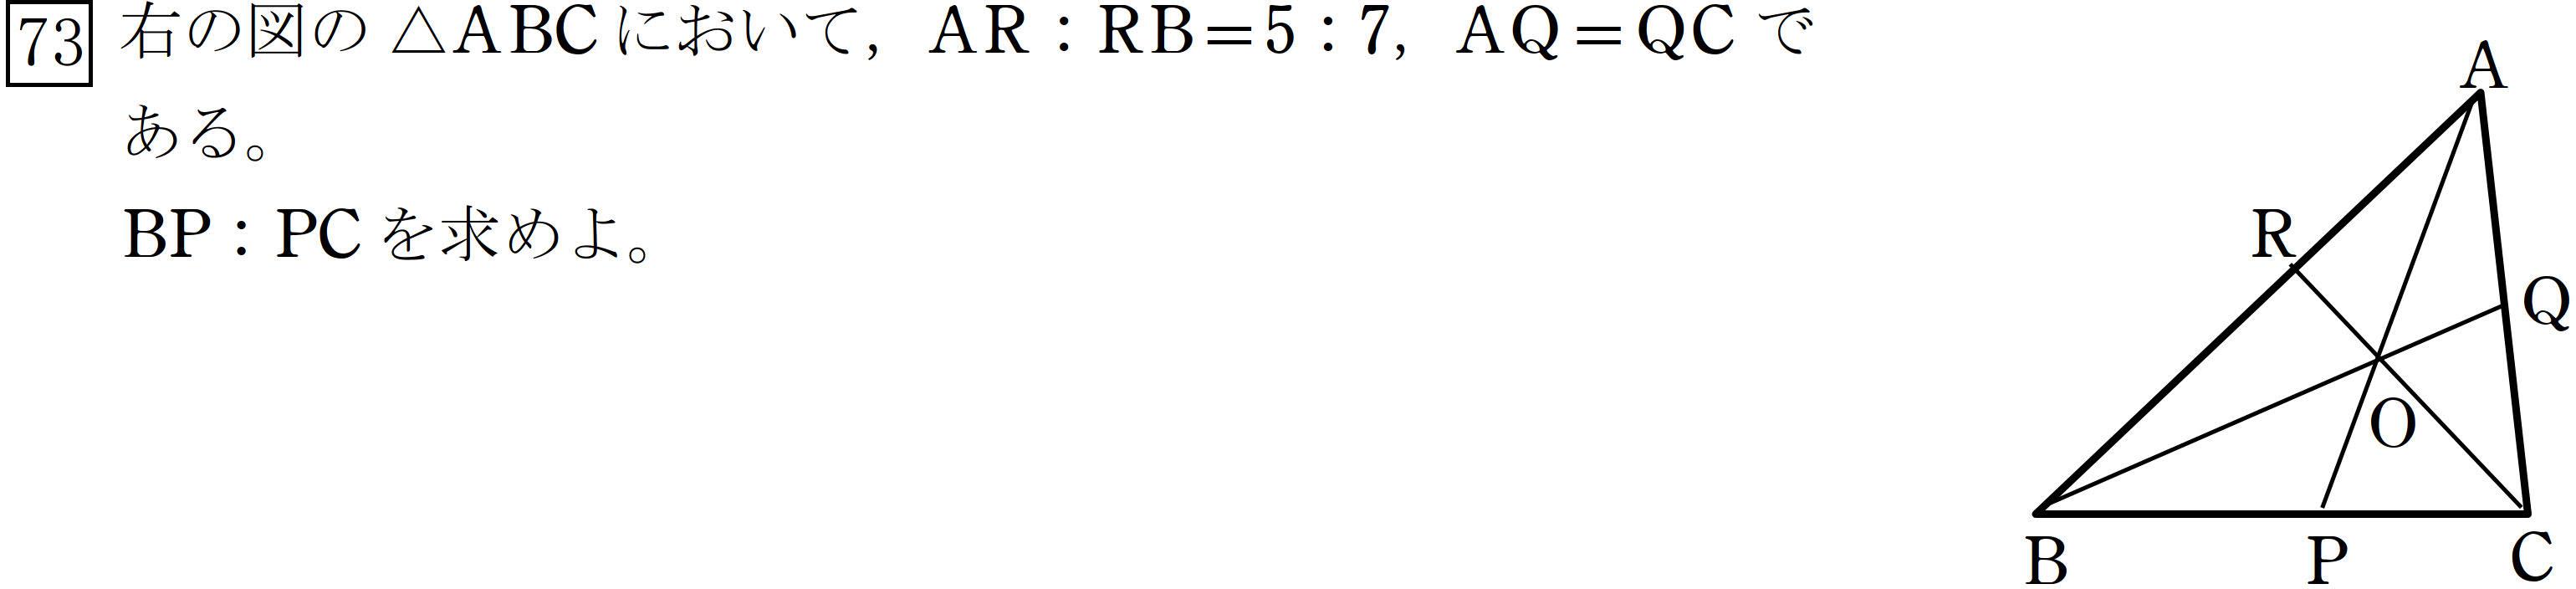 73 右の図の △ABC において，AR：RB＝5：7，AQ＝QC で
ある。
BP：PC を求めよ。
A
R
Q
O
B
P
C